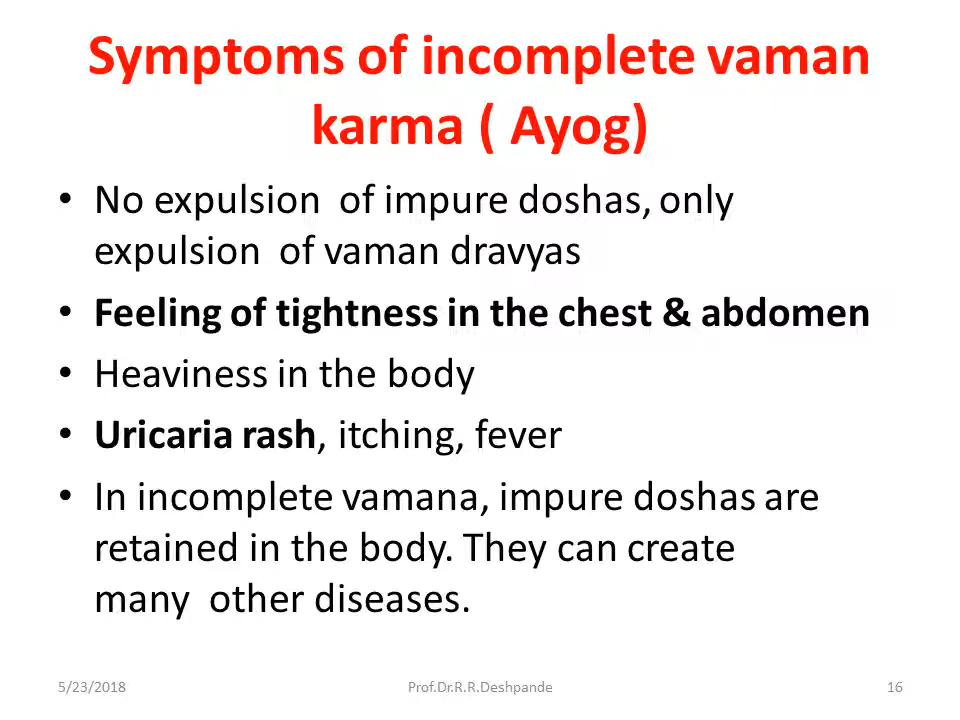 Symptoms of incomplete vaman
karma ( Ayog)
• No expulsion  of impure doshas, only
expulsion  of vaman dravyas
• Feeling of tightness in the chest & abdomen
• Heaviness in the body
• Uricaria rash, itching, fever
• In incomplete vamana, impure doshas are
retained in the body. They can create
many  other diseases.
5/23/2018
Prof.Dr.R.R.Deshpande
16